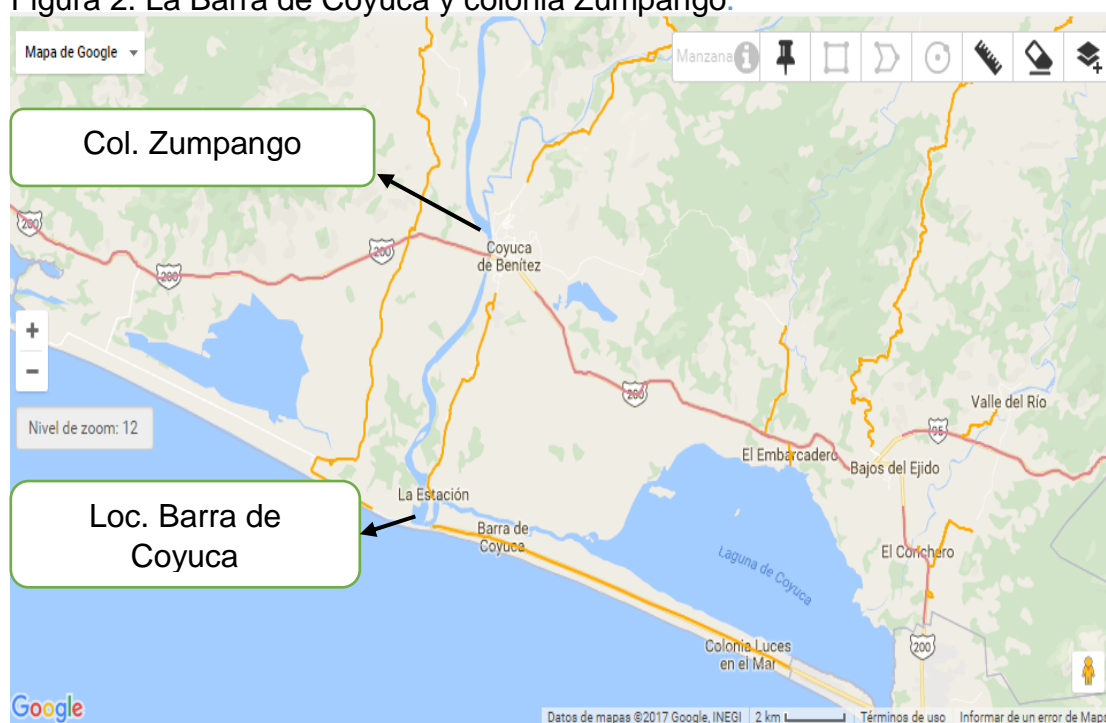 Figura 2. La Barra de Coyuca y colonia Zumpango.
Mapa de Google
Manzana
Col. Zumpango
200
200
200
Coyuca
de Benítez
Nivel de zoom: 12
200
Valle del Río
95
El Embarcadero
Bajos del Ejido
La Estación
Loc. Barra de
Coyuca
Barra de
Coyuca
El Conchero
Laguna de Coyuca
Colonia Luces
en el Mar
200
Google
Datos de mapas ©2017 Google, INEGI
2 km
Términos de uso
Informar de un error de Map